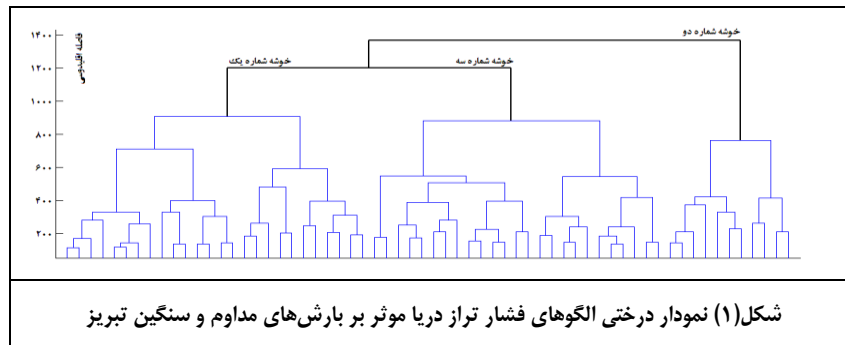 ۱۴۰۰
۱۲۰۰
۱۰۰۰
۸۰۰
۶۰۰
۴۰۰
۲۰۰
فاصله اقلیدوسی
خوشه شماره دو
خوشه شماره سه
خوشه شماره یک
شکل(۱) نمودار درختی الگوهای فشار تراز دریا موثر بر بارش‌های مداوم و سنگین تبریز